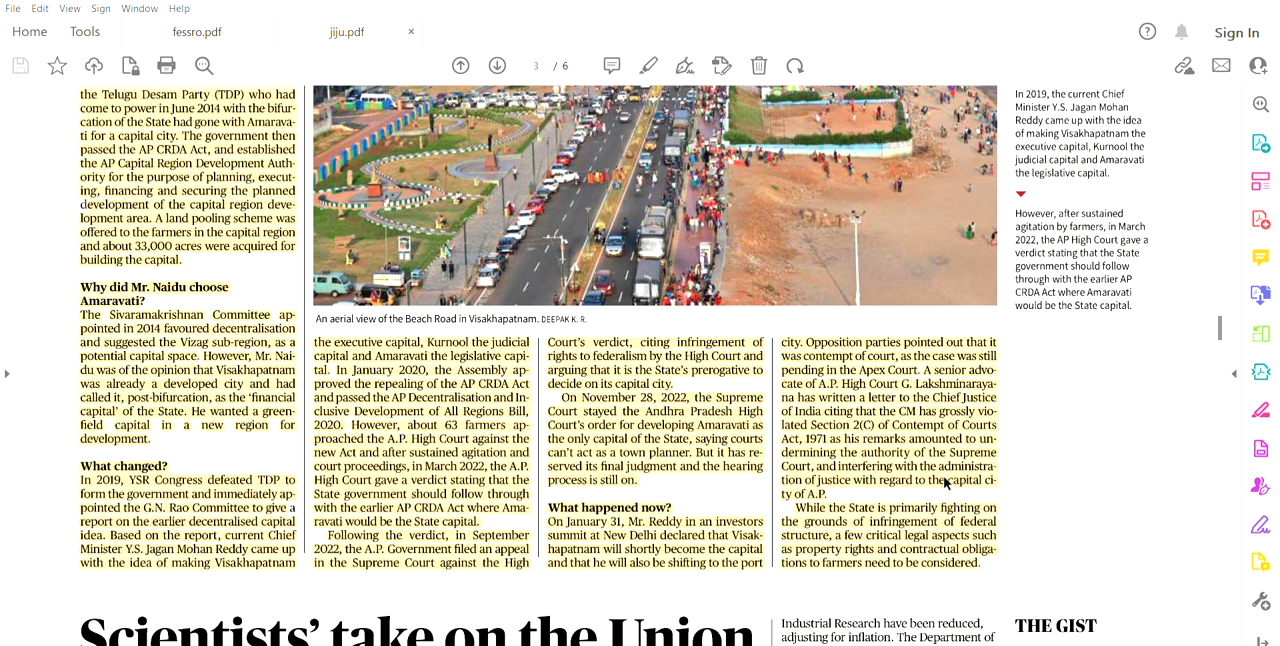 File Edit View Sign Window Help
Home Tools fessro.pdf jiju.pdf × Sign In
3 / 6
the Telugu Desam Party (TDP) who had
come to power in June 2014 with the bifur-
cation of the State had gone with Amarava-
ti for a capital city. The government then
passed the AP CRDA Act, and established
the AP Capital Region Development Auth-
ority for the purpose of planning, execut-
ing, financing and securing the planned
development of the capital region deve-
lopment area. A land pooling scheme was
offered to the farmers in the capital region
and about 33,000 acres were acquired for
building the capital.
Why did Mr. Naidu choose
Amaravati?
The Sivaramakrishnan Committee ap-
pointed in 2014 favoured decentralisation
and suggested the Vizag sub-region, as a
potential capital space. However, Mr. Nai-
du was of the opinion that Visakhapatnam
was already a developed city and had
called it, post-bifurcation, as the ‘financial
capital’ of the State. He wanted a green-
field capital in a new region for
development.
What changed?
In 2019, YSR Congress defeated TDP to
form the government and immediately ap-
pointed the G.N. Rao Committee to give a
report on the earlier decentralised capital
idea. Based on the report, current Chief
Minister Y.S. Jagan Mohan Reddy came up
with the idea of making Visakhapatnam
An aerial view of the Beach Road in Visakhapatnam. DEEPAK K. R.
the executive capital, Kurnool the judicial
capital and Amaravati the legislative capi-
tal. In January 2020, the Assembly ap-
proved the repealing of the AP CRDA Act
and passed the AP Decentralisation and In-
clusive Development of All Regions Bill,
2020. However, about 63 farmers ap-
proached the A.P. High Court against the
new Act and after sustained agitation and
court proceedings, in March 2022, the A.P.
High Court gave a verdict stating that the
State government should follow through
with the earlier AP CRDA Act where Ama-
ravati would be the State capital.
Following the verdict, in September
2022, the A.P. Government filed an appeal
in the Supreme Court against the High
Court’s verdict, citing infringement of
rights to federalism by the High Court and
arguing that it is the State’s prerogative to
decide on its capital city.
On November 28, 2022, the Supreme
Court stayed the Andhra Pradesh High
Court’s order for developing Amaravati as
the only capital of the State, saying courts
can’t act as a town planner. But it has re-
served its final judgment and the hearing
process is still on.
What happened now?
On January 31, Mr. Reddy in an investors
summit at New Delhi declared that Visak-
hapatnam will shortly become the capital
and that he will also be shifting to the port
city. Opposition parties pointed out that it
was contempt of court, as the case was still
pending in the Apex Court. A senior advo-
cate of A.P. High Court G. Lakshminaraya-
na has written a letter to the Chief Justice
of India citing that the CM has grossly vio-
lated Section 2(C) of Contempt of Courts
Act, 1971 as his remarks amounted to un-
dermining the authority of the Supreme
Court, and interfering with the administra-
tion of justice with regard to the capital ci-
ty of A.P.
While the State is primarily fighting on
the grounds of infringement of federal
structure, a few critical legal aspects such
as property rights and contractual obliga-
tions to farmers need to be considered.
In 2019, the current Chief
Minister Y.S. Jagan Mohan
Reddy came up with the idea
of making Visakhapatnam the
executive capital, Kurnool the
judicial capital and Amaravati
the legislative capital.
However, after sustained
agitation by farmers, in March
2022, the AP High Court gave a
verdict stating that the State
government should follow
through with the earlier AP
CRDA Act where Amaravati
would be the State capital.
Scientists’ take on the Union
Industrial Research have been reduced,
adjusting for inflation. The Department of
THE GIST